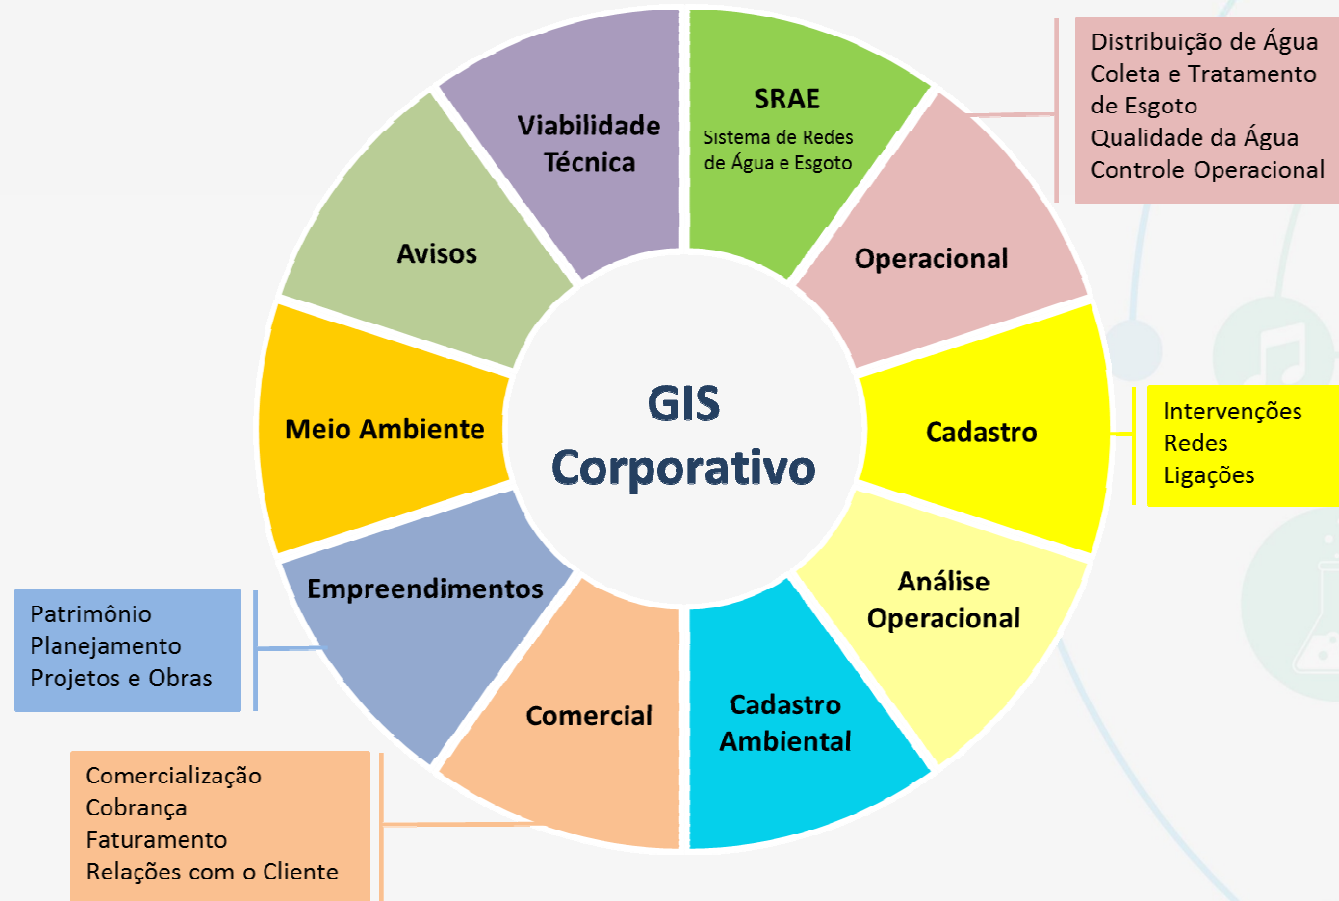 GIS
Corporativo
SRAE
Sistema de Redes
de Água e Esgoto
Operacional
Distribuição de Água
Coleta e Tratamento
de Esgoto
Qualidade da Água
Controle Operacional
Cadastro
Intervenções
Redes
Ligações
Análise
Operacional
Cadastro
Ambiental
Comercial
Comercialização
Cobrança
Faturamento
Relações com o Cliente
Empreendimentos
Patrimônio
Planejamento
Projetos e Obras
Meio Ambiente
Avisos
Viabilidade
Técnica